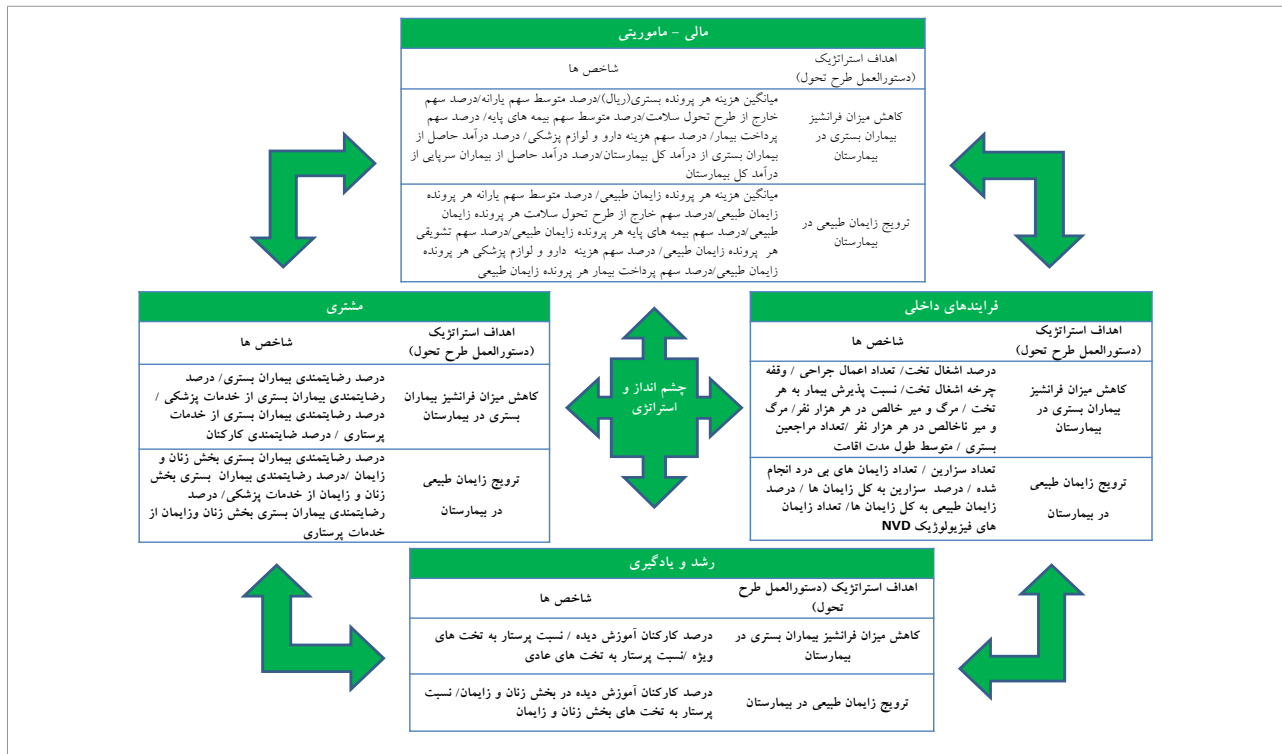 مالی – ماموریتی
اهداف استراتژیک
(دستورالعمل طرح تحول)
شاخص ها
کاهش میزان فرانشیز
بیماران بستری در
بیمارستان
میانگین هزینه هر پرونده بستری(ریال)/درصد متوسط سهم یارانه/درصد سهم
خارج از طرح تحول سلامت/درصد متوسط سهم بیمه های پایه/ درصد سهم
پرداخت بیمار/ درصد سهم هزینه دارو و لوازم پزشکی/ درصد درآمد حاصل از
بیماران بستری از درآمد کل بیمارستان/درصد درآمد حاصل از بیماران سرپایی از
درآمد کل بیمارستان
ترویج زایمان طبیعی در
بیمارستان
میانگین هزینه هر پرونده زایمان طبیعی/ درصد متوسط سهم یارانه هر پرونده
زایمان طبیعی/درصد سهم خارج از طرح تحول سلامت هر پرونده زایمان
طبیعی/درصد سهم بیمه های پایه هر پرونده زایمان طبیعی/درصد سهم تشویقی
هر پرونده زایمان طبیعی/ درصد سهم هزینه دارو و لوازم پزشکی هر پرونده
زایمان طبیعی/درصد سهم پرداخت بیمار هر پرونده زایمان طبیعی
فرایندهای داخلی
اهداف استراتژیک
(دستورالعمل طرح تحول)
شاخص ها
کاهش میزان فرانشیز
بیماران بستری در
بیمارستان
درصد اشغال تخت/ تعداد اعمال جراحی / وقفه
چرخه اشغال تخت/ نسبت پذیرش بیمار به هر
تخت / مرگ و میر خالص در هر هزار نفر/ مرگ
و میر ناخالص در هر هزار نفر /تعداد مراجعین
بستری / متوسط طول مدت اقامت
ترویج زایمان طبیعی
در بیمارستان
تعداد سزارین / تعداد زایمان های بی درد انجام
شده / درصد سزارین به کل زایمان ها / درصد
زایمان طبیعی به کل زایمان ها/ تعداد زایمان
های فیزیولوژیک NVD
چشم انداز و
استراتژی
مشتری
اهداف استراتژیک
(دستورالعمل طرح تحول)
شاخص ها
کاهش میزان فرانشیز بیماران
بستری در بیمارستان
درصد رضایتمندی بیماران بستری/ درصد
رضایتمندی بیماران بستری از خدمات پزشکی /
درصد رضایتمندی بیماران بستری از خدمات
پرستاری / درصد ضایتمندی کارکنان
ترویج زایمان طبیعی
در بیمارستان
درصد رضایتمندی بیماران بستری بخش زنان و
زایمان /درصد رضایتمندی بیماران بستری بخش
زنان و زایمان از خدمات پزشکی/ درصد
رضایتمندی بیماران بستری بخش زنان وزایمان از
خدمات پرستاری
رشد و یادگیری
اهداف استراتژیک (دستورالعمل طرح
تحول)
شاخص ها
کاهش میزان فرانشیز بیماران بستری در
بیمارستان
درصد کارکنان آموزش دیده / نسبت پرستار به تخت های
ویژه /نسبت پرستار به تخت های عادی
ترویج زایمان طبیعی در بیمارستان
درصد کارکنان آموزش دیده در بخش زنان و زایمان/ نسبت
پرستار به تخت های بخش زنان و زایمان